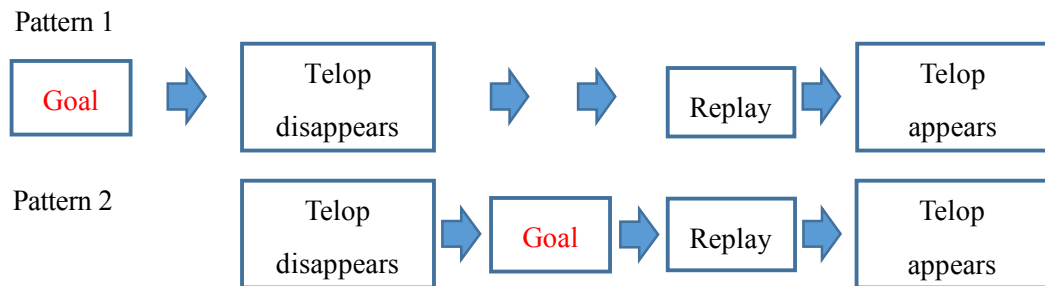 Pattern 1
Goal
Telop
disappears
Replay
Telop
appears
Pattern 2
Telop
disappears
Goal
Replay
Telop
appears